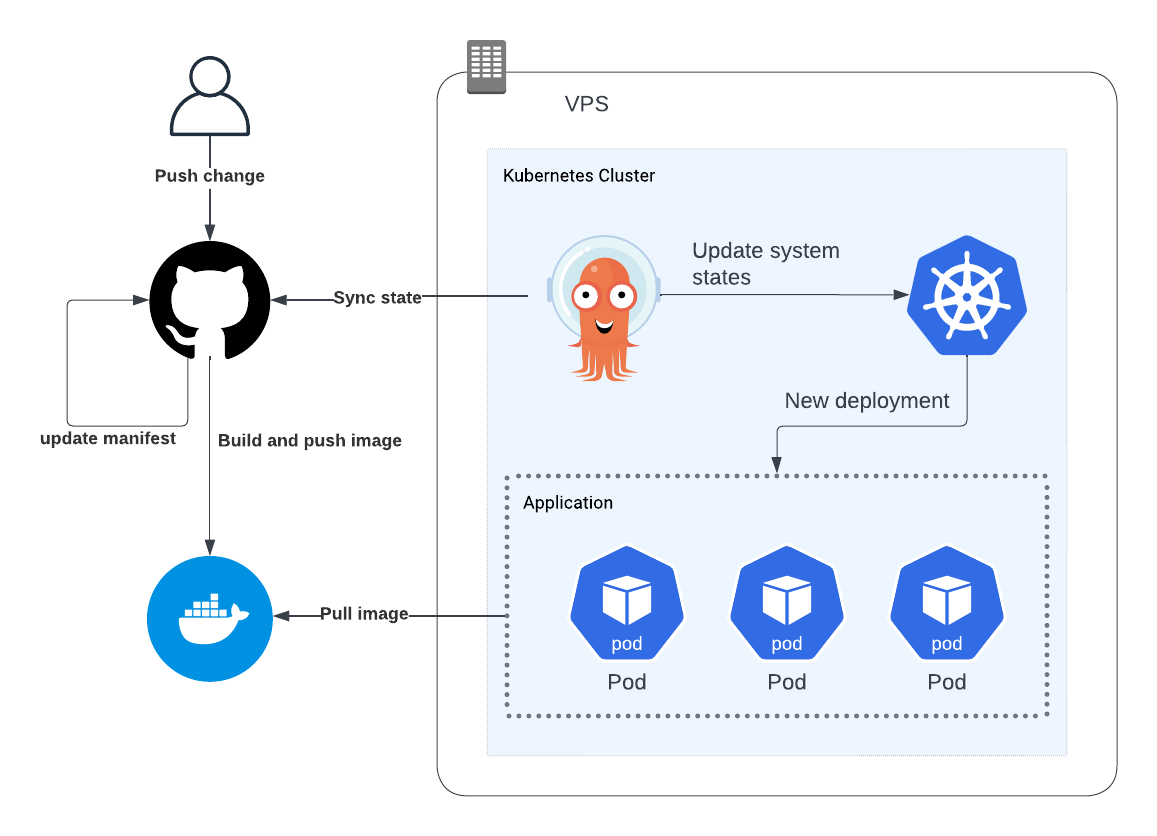 VPS
Push change
Kubernetes Cluster
Update system
states
Sync state
New deployment
update manifest
Build and push image
Application
Pull image
pod
pod
pod
Pod
Pod
Pod